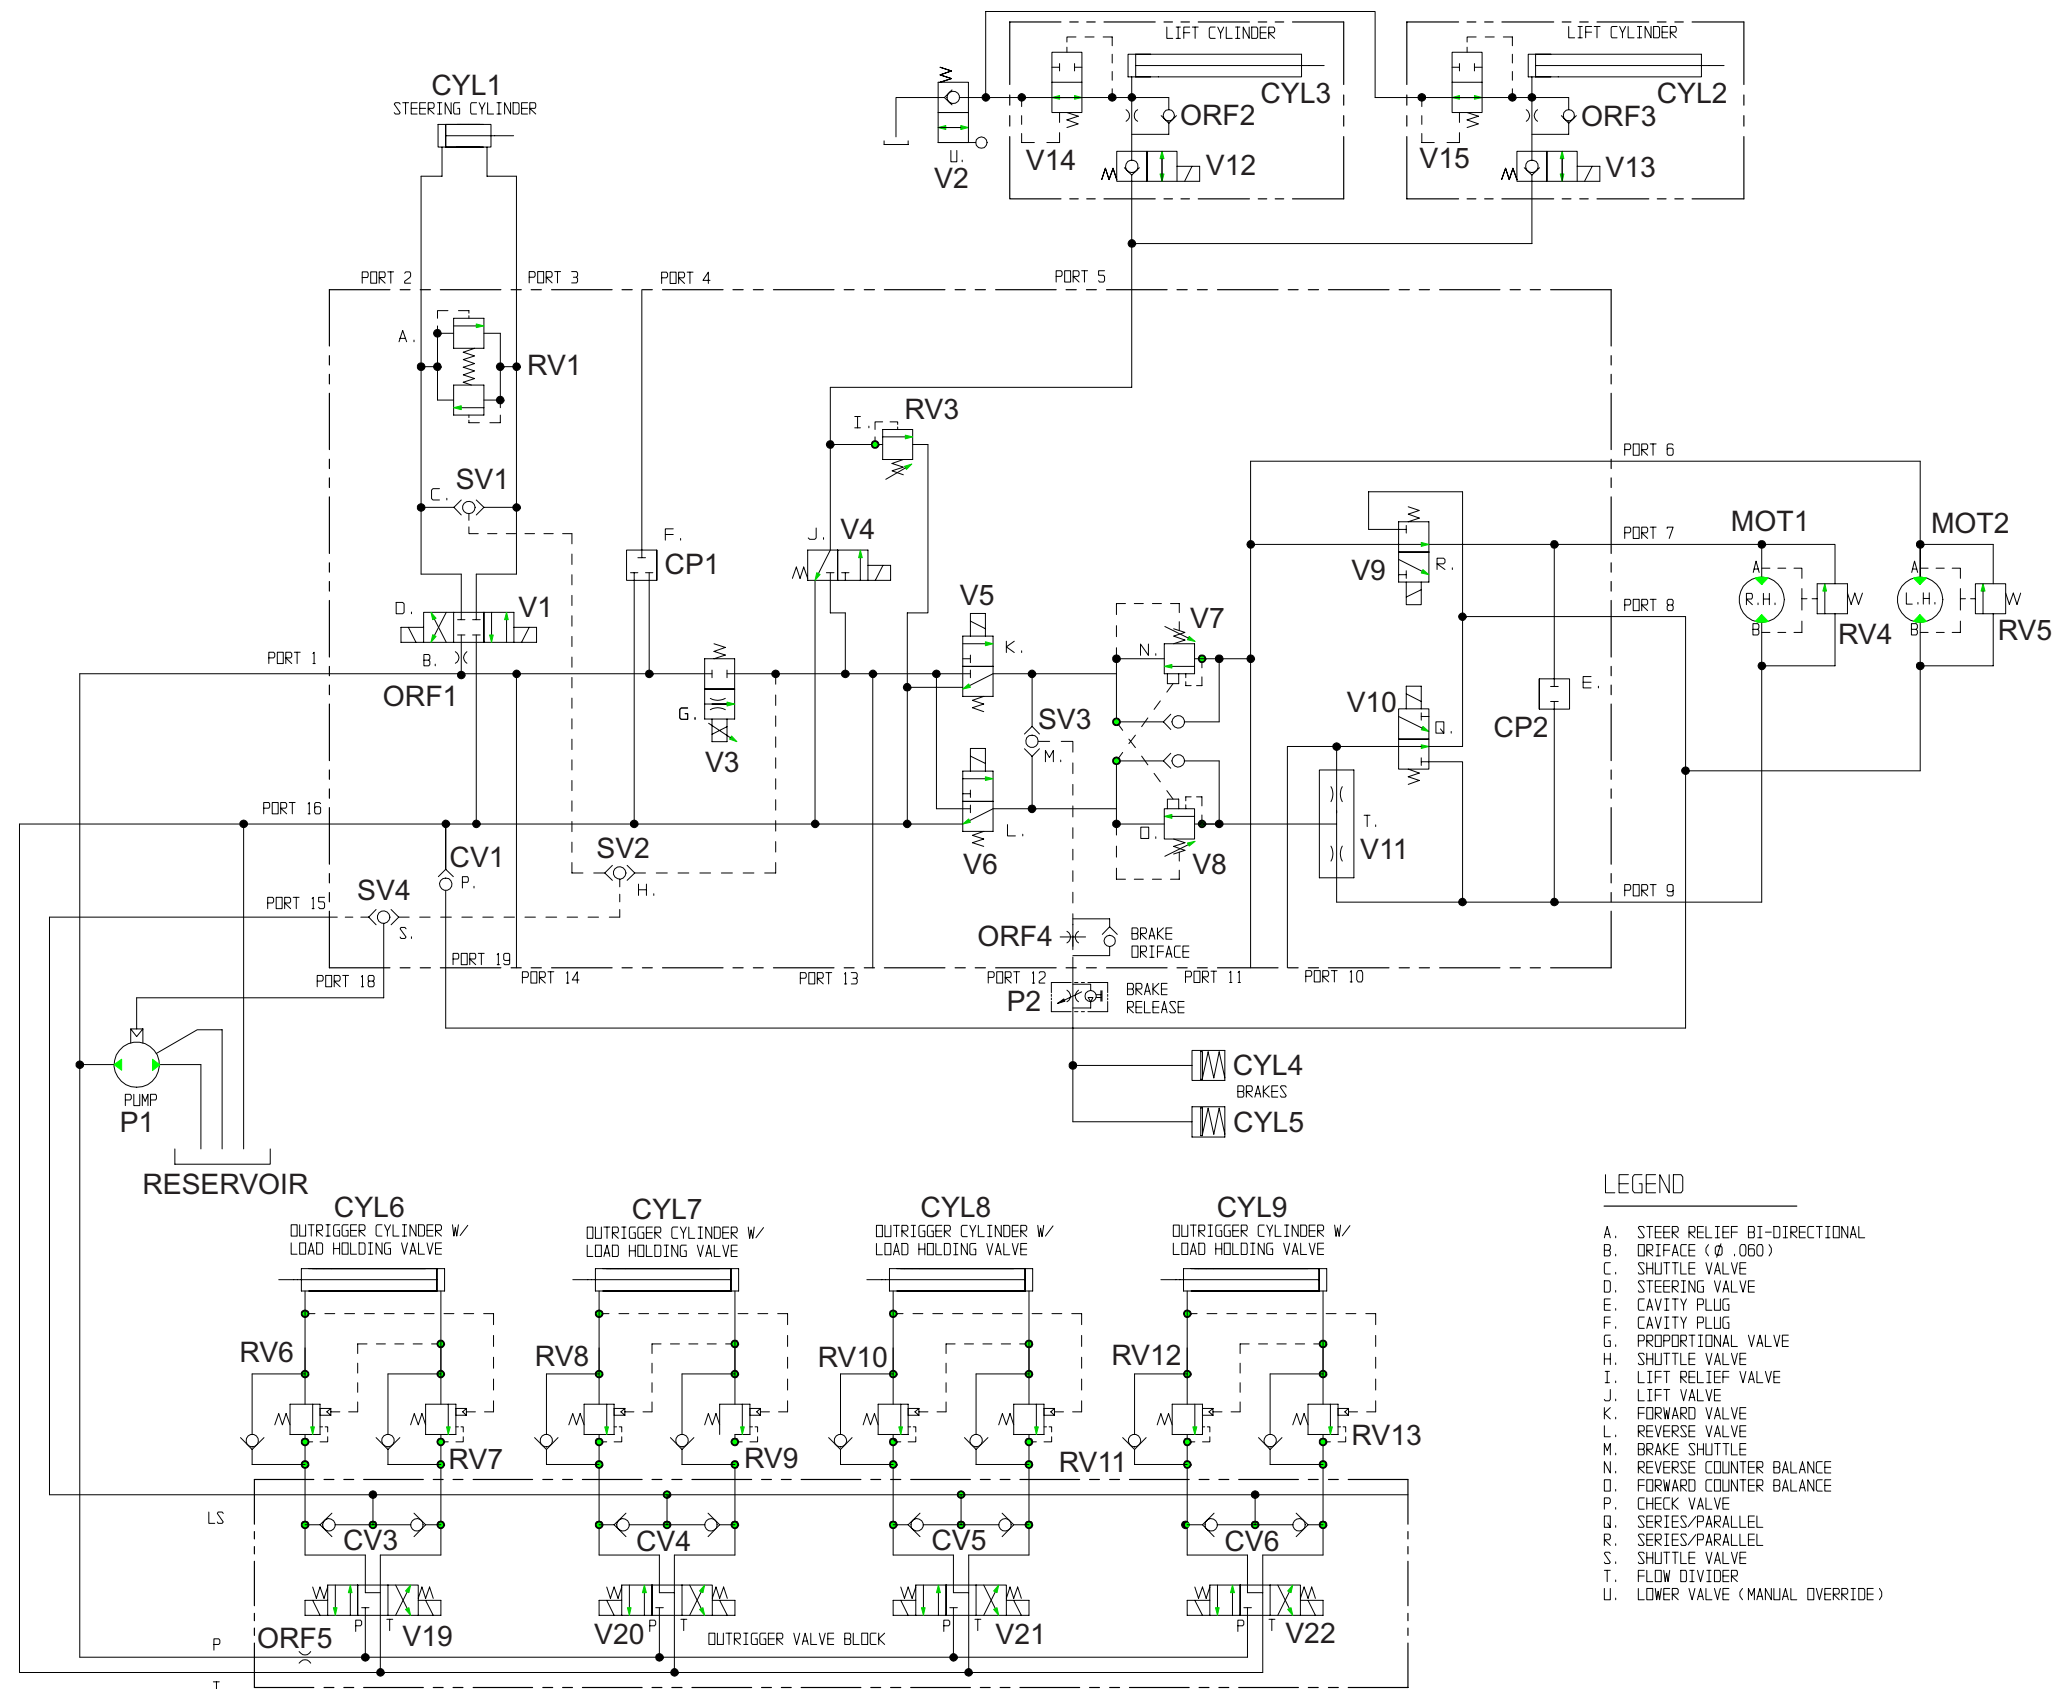 LIFT CYLINDER
LIFT CYLINDER
CYL1
STEERING CYLINDER
CYL3
CYL2
ORF2
ORF3
U.
V2
V14
V12
V15
V13
PORT 2
PORT 3
PORT 4
PORT 5
A.
RV1
RV3
I.
PORT 6
SV1
C.
J.
V4
F.
CP1
MOT1
MOT2
PORT 7
V9
R.
A
A
R.H.
L.H.
B
B
RV4
RV5
D.
V1
V5
K.
V7
N.
PORT 8
PORT 1
B.
ORF1
G.
V3
SV3
M.
V10
Q.
E.
CP2
PORT 16
L.
V6
O.
V8
T.
V11
CV1
P.
SV2
H.
SV4
S.
PORT 15
PORT 9
ORF4
BRAKE
ORIFACE
PORT 18
PORT 19
PORT 14
PORT 13
PORT 12
PORT 11
PORT 10
P2
BRAKE
RELEASE
PUMP
P1
CYL4
BRAKES
CYL5
RESERVOIR
CYL6
OUTRIGGER CYLINDER W/
LOAD HOLDING VALVE
CYL7
OUTRIGGER CYLINDER W/
LOAD HOLDING VALVE
CYL8
OUTRIGGER CYLINDER W/
LOAD HOLDING VALVE
CYL9
OUTRIGGER CYLINDER W/
LOAD HOLDING VALVE
RV6
RV8
RV10
RV12
RV7
RV9
RV11
RV13
LS
CV3
CV4
CV5
CV6
P T
P T
P T
P T
V19
V20
V21
V22
P
ORF5
OUTRIGGER VALVE BLOCK
T
LEGEND
A. STEER RELIEF BI-DIRECTIONAL
B. ORIFACE (Ø .060)
C. SHUTTLE VALVE
D. STEERING VALVE
E. CAVITY PLUG
F. CAVITY PLUG
G. PROPORTIONAL VALVE
H. SHUTTLE VALVE
I. LIFT RELIEF VALVE
J. LIFT VALVE
K. FORWARD VALVE
L. REVERSE VALVE
M. BRAKE SHUTTLE
N. REVERSE COUNTER BALANCE
O. FORWARD COUNTER BALANCE
P. CHECK VALVE
Q. SERIES/PARALLEL
R. SERIES/PARALLEL
S. SHUTTLE VALVE
T. FLOW DIVIDER
U. LOWER VALVE (MANUAL OVERRIDE)